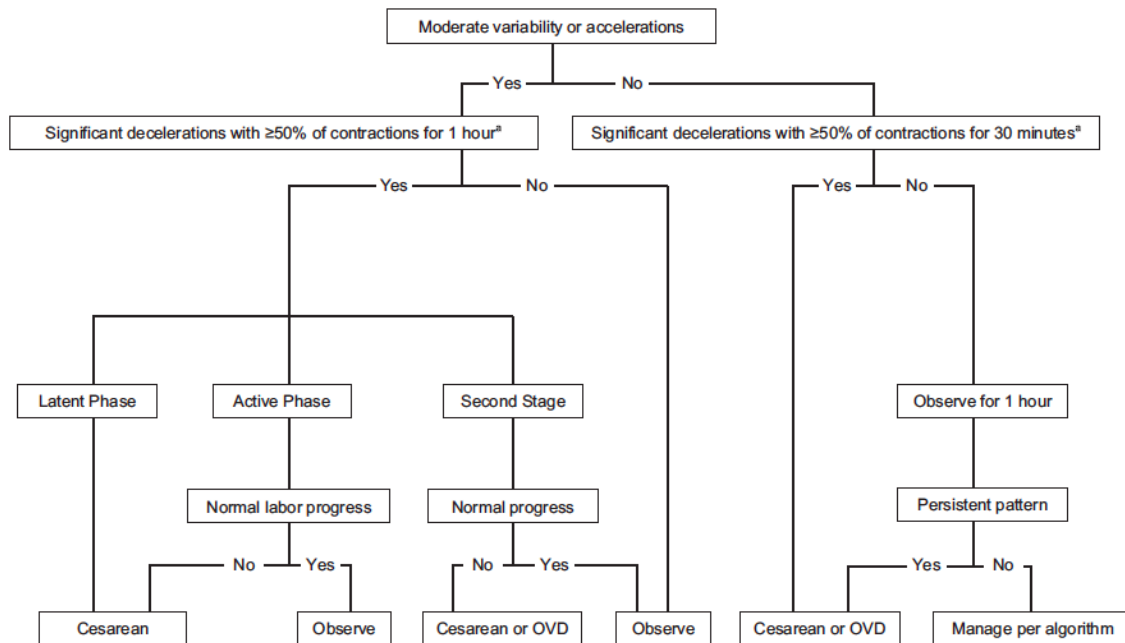 Moderate variability or accelerations
Yes No
Significant decelerations with ≥50% of contractions for 1 hourª
Significant decelerations with ≥50% of contractions for 30 minutesª
Yes No
Yes No
Latent Phase
Active Phase
Second Stage
Observe for 1 hour
Normal labor progress
Normal progress
Persistent pattern
No Yes
No Yes
Yes No
Cesarean
Observe
Cesarean or OVD
Observe
Cesarean or OVD
Manage per algorithm